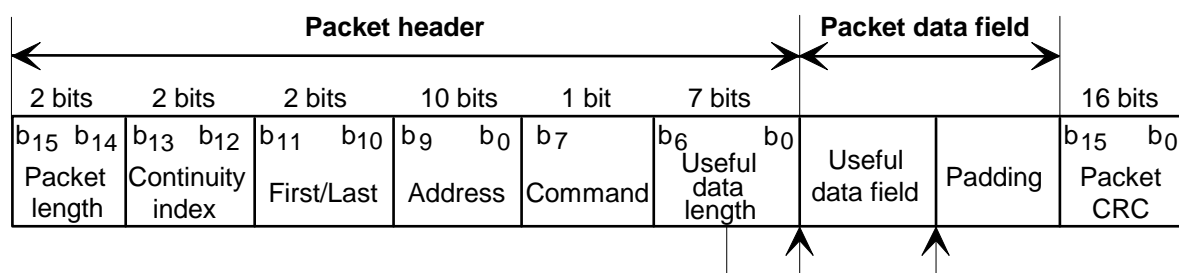 Packet header Packet data field
2 bits 2 bits 2 bits 10 bits 1 bit 7 bits 16 bits
b15 b14 b13 b12 b11 b10 b9 b0 b7 b6 b0 b15 b0
Packet length
Continuity index
First/Last
Address
Command
Useful data length
Useful data field
Padding
Packet CRC